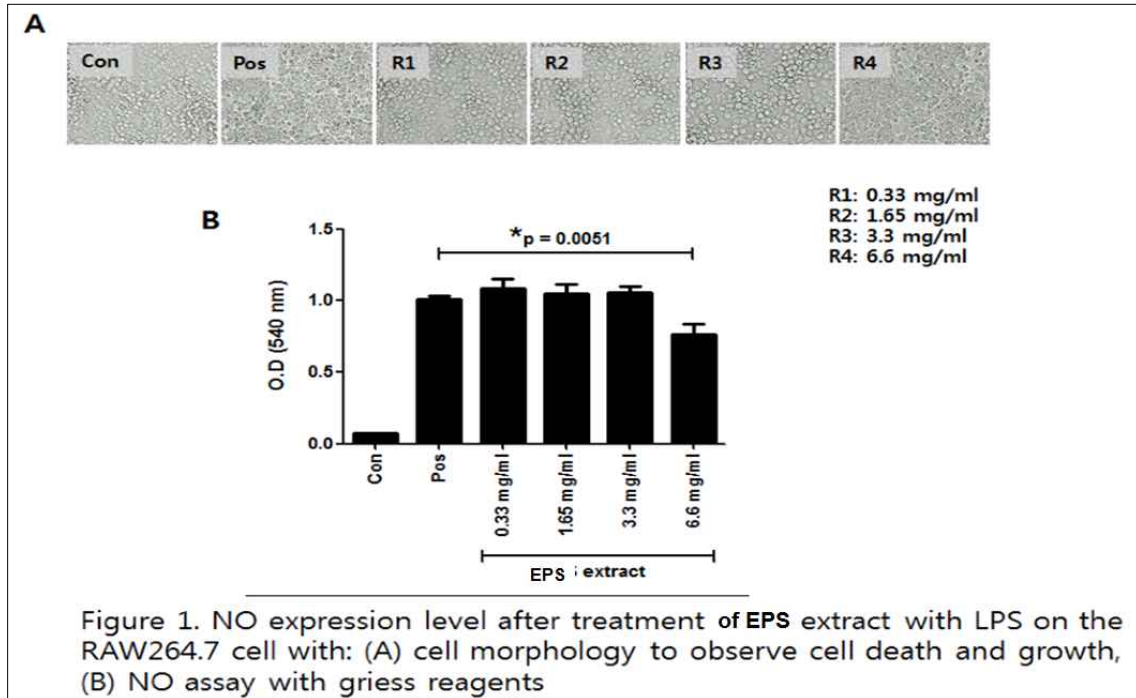 A
Con Pos R1 R2 R3 R4
R1: 0.33 mg/ml
R2: 1.65 mg/ml
R3: 3.3 mg/ml
R4: 6.6 mg/ml
B
*p = 0.0051
1.5
1.0
0.5
0.0
O.D (540 nm)
Con
Pos
0.33 mg/ml
1.65 mg/ml
3.3 mg/ml
6.6 mg/ml
EPS extract
Figure 1. NO expression level after treatment of EPS extract with LPS on the
RAW264.7 cell with: (A) cell morphology to observe cell death and growth,
(B) NO assay with griess reagents